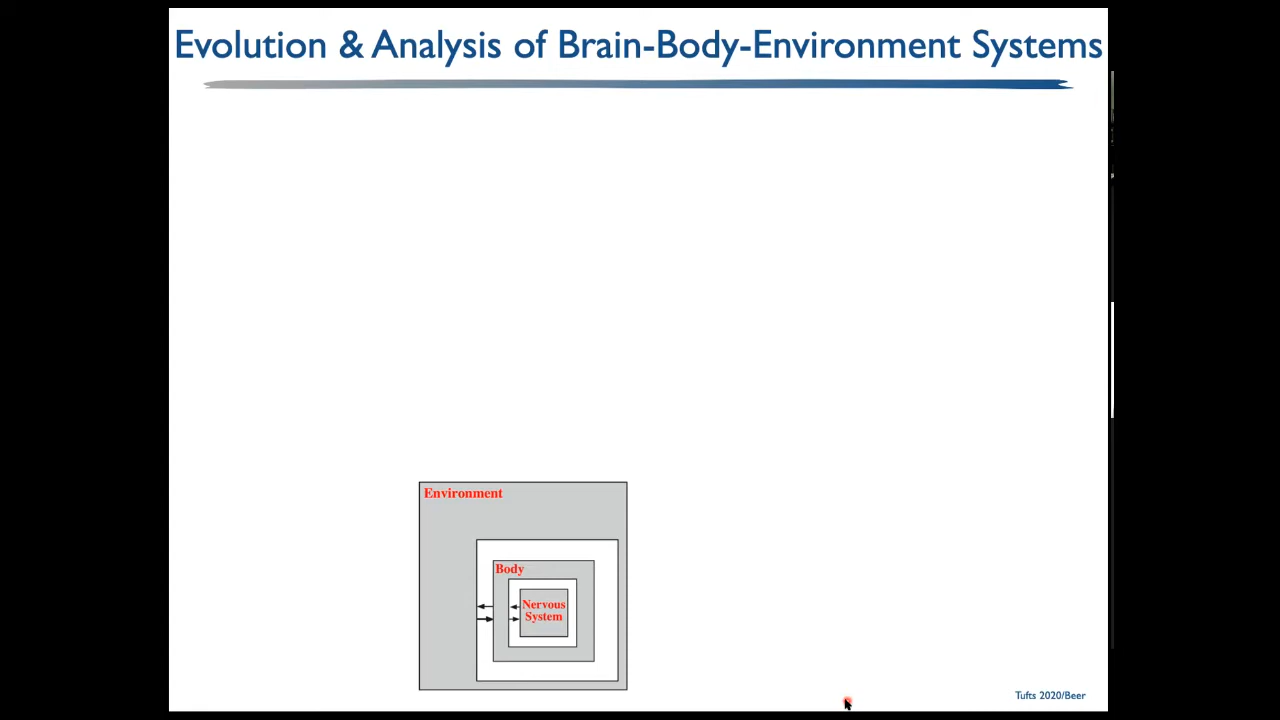 Evolution & Analysis of Brain-Body-Environment Systems
Environment
Body
Nervous
System
Tufts 2020/Beer